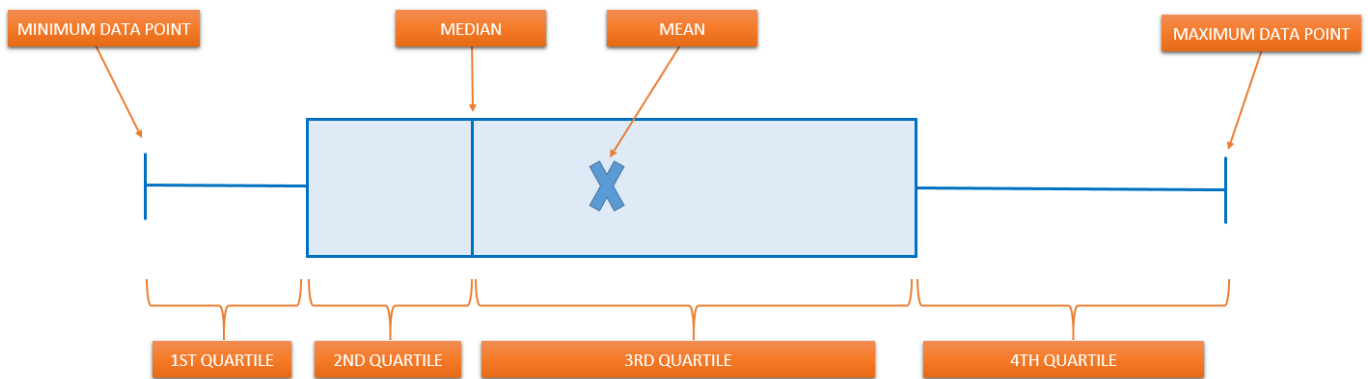 MINIMUM DATA POINT
MEDIAN
MEAN
MAXIMUM DATA POINT
1ST QUARTILE
2ND QUARTILE
3RD QUARTILE
4TH QUARTILE